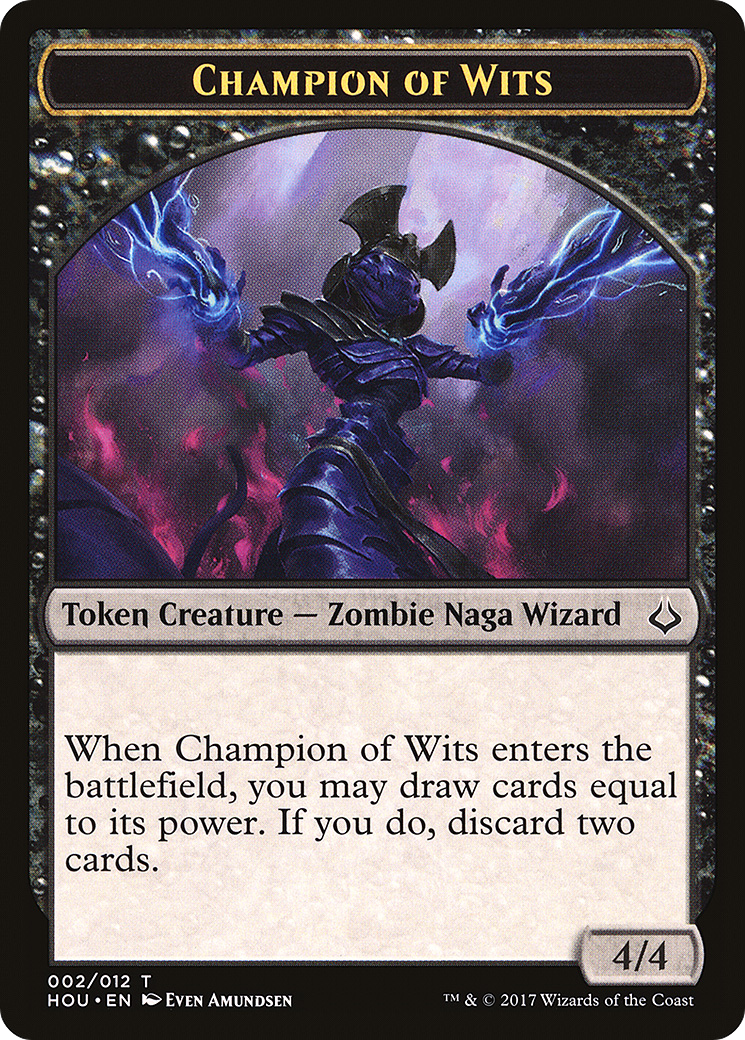 Champion of Wits
Token Creature — Zombie Naga Wizard
When Champion of Wits enters the
battlefield, you may draw cards equal
to its power. If you do, discard two
cards.
4/4
002/012 T
HOU • EN Even Amundsen
™ & © 2017 Wizards of the Coast